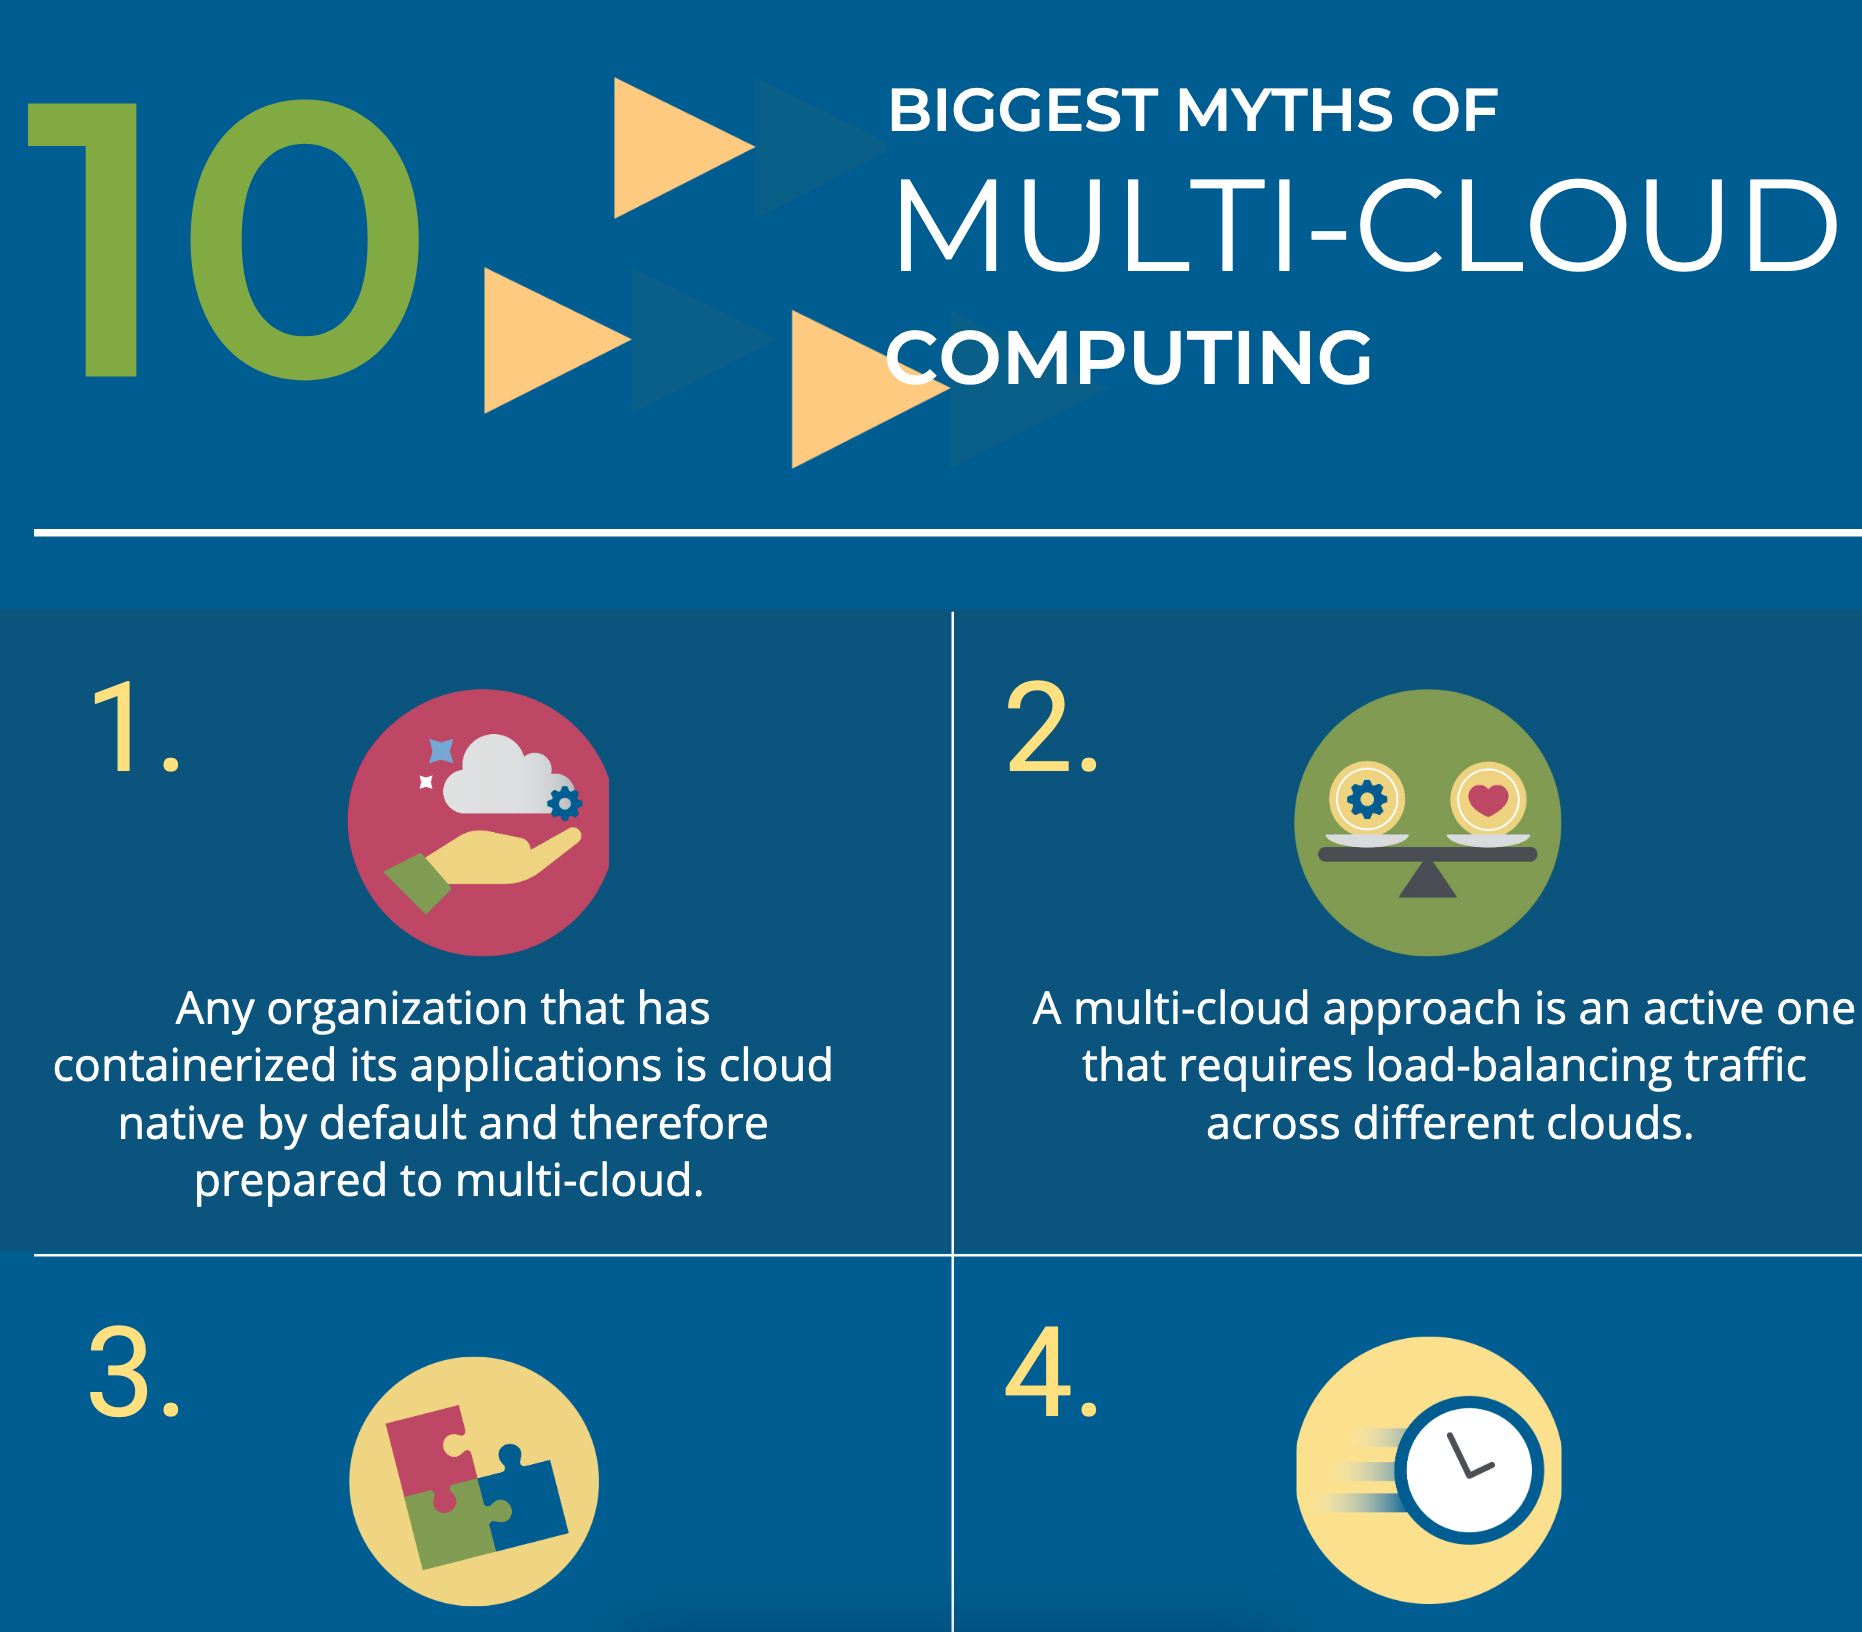 10
BIGGEST MYTHS OF
MULTI-CLOUD
COMPUTING
1.
Any organization that has
containerized its applications is cloud
native by default and therefore
prepared to multi-cloud.
2.
A multi-cloud approach is an active one
that requires load-balancing traffic
across different clouds.
3.
4.